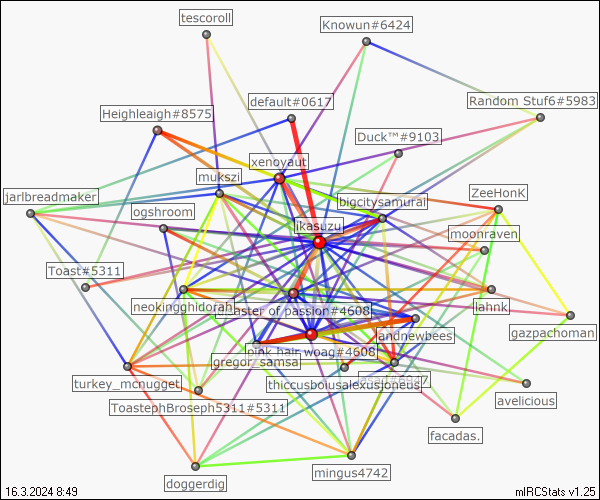 tescoroll
Knowun#6424
default#0617
Random Stuf6#5983
Heighleaigh#8575
Duck™#9103
xenoyaut
mukszi
ZeeHonK
jarlbreadmaker
bigcitysamurai
ogshroom
ikasuzu
moonraven
Toast#5311
neokingghidorah
lahnk
aster of passion#4608
gazpachoman
landnewbees
pink hair woag#4608
gregor_samsa
turkey_mcnugget
thiccusbousalexusjoneus
avelicious
ToastephBroseph5311#5311
facadas.
doggerdig
mingus4742
16.3.2024 8:49
mIRCStats v1.25